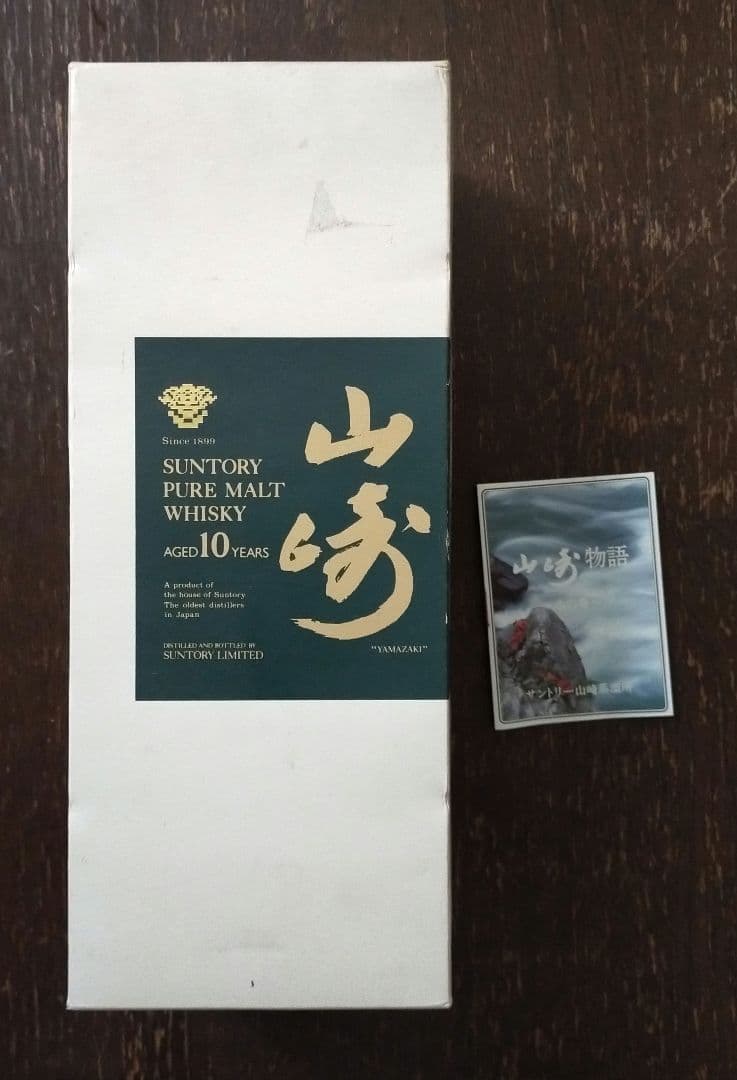 Since 1899
SUNTORY
PURE MALT
WHISKY
AGED 10 YEARS
A product of
the house of Suntory
The oldest distillers
in Japan
DISTILLED AND BOTTLED BY
SUNTORY LIMITED
山崎
"YAMAZAKI"
山崎物語
サントリー山崎蒸溜所